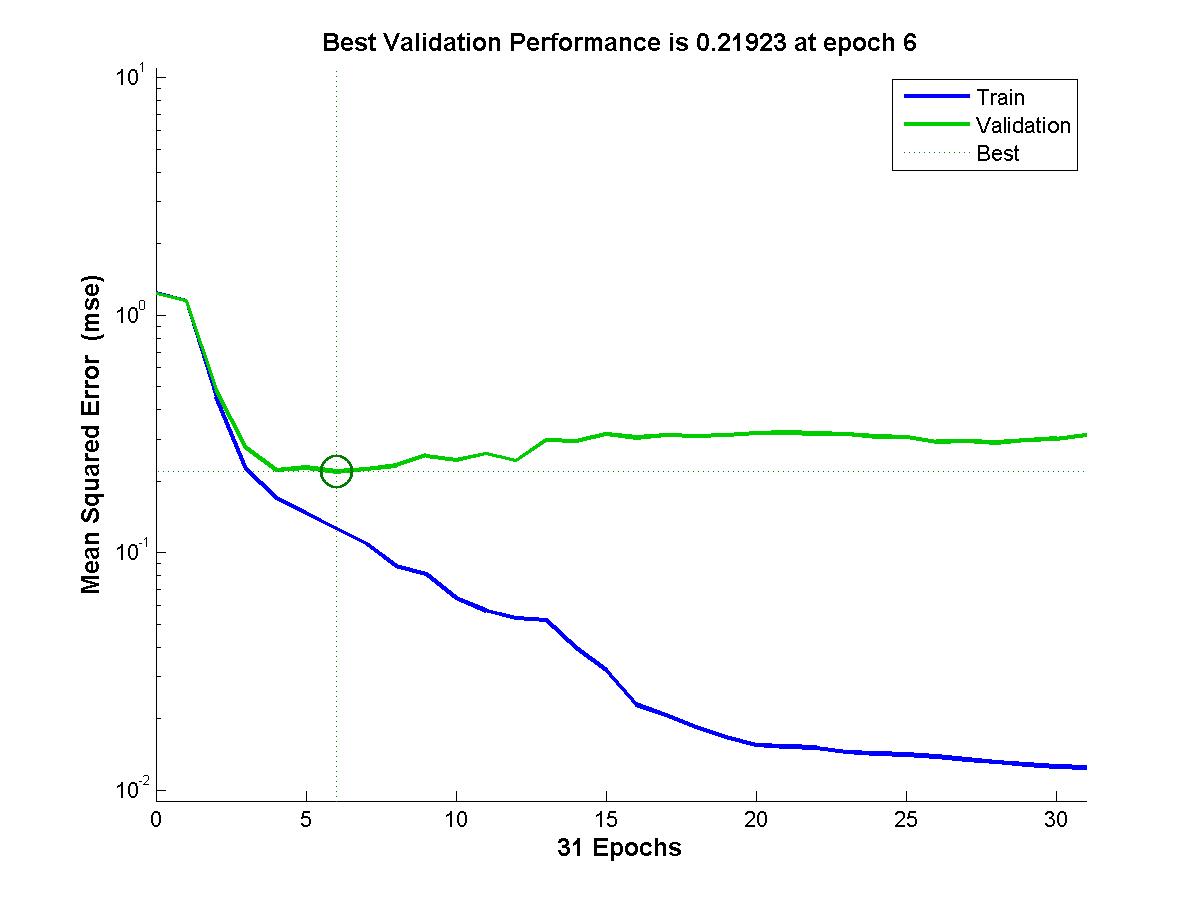 Best Validation Performance is 0.21923 at epoch 6
Train
Validation
Best
Mean Squared Error (mse)
10^1
10^0
10^-1
10^-2
0 5 10 15 20 25 30
31 Epochs